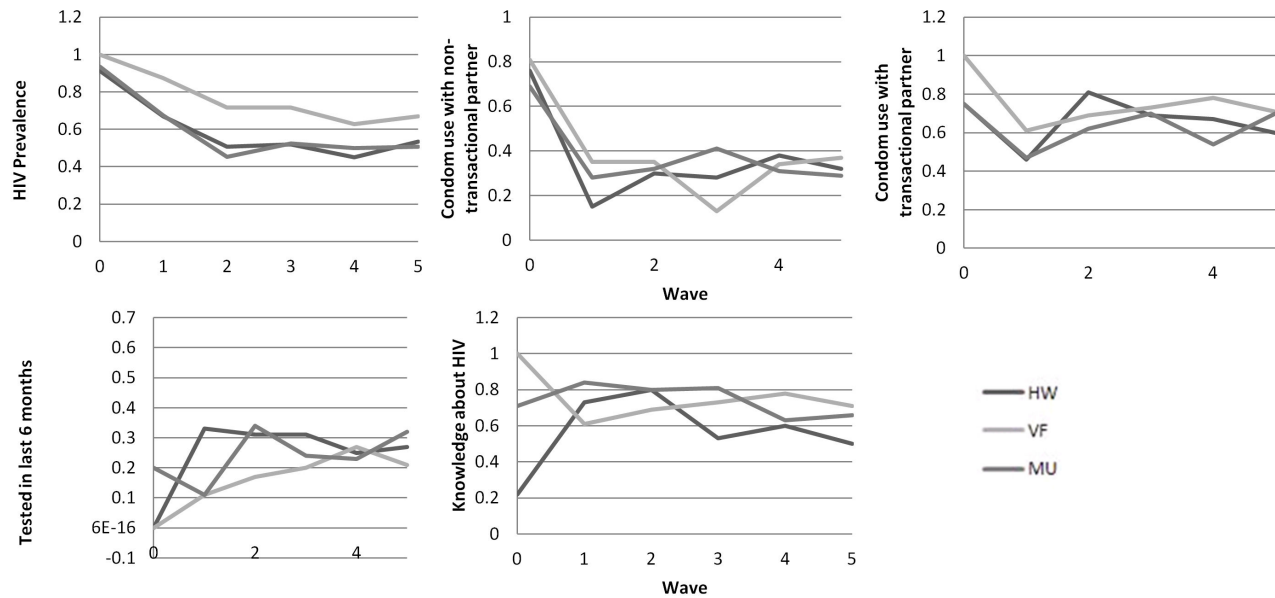 HIV Prevalence
1.2
1
0.8
0.6
0.4
0.2
0
0 1 2 3 4 5
Condom use with non-
transactional partner
1
0.8
0.6
0.4
0.2
0
0 2 4
Wave
Condom use with
transactional partner
1.2
1
0.8
0.6
0.4
0.2
0
0 2 4
Tested in last 6 months
0.7
0.6
0.5
0.4
0.3
0.2
0.1
6E-16
-0.1
0 2 4
Knowledge about HIV
1.2
1
0.8
0.6
0.4
0.2
0
0 1 2 3 4 5
Wave
HW
VF
MU